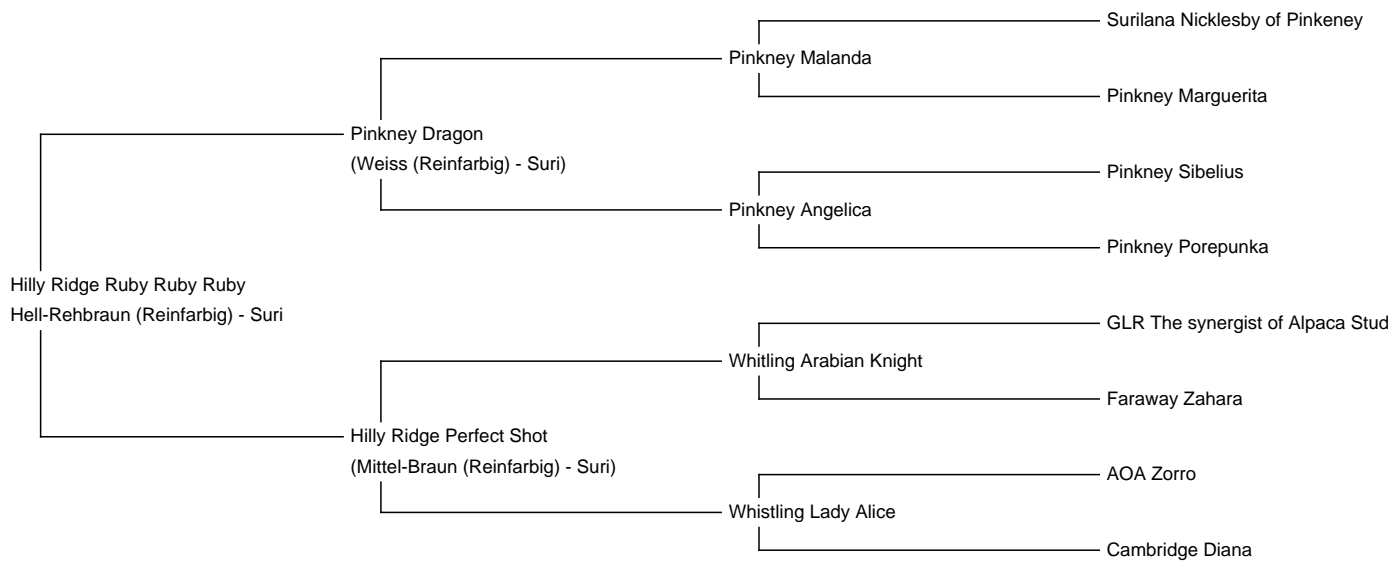 Surilana Nicklesby of Pinkeney
Pinkney Malanda
Pinkney Marguerita
Pinkney Dragon
(Weiss (Reinfarbig) - Suri)
Pinkney Sibelius
Pinkney Angelica
Pinkney Porepunka
Hilly Ridge Ruby Ruby Ruby
Hell-Rehbraun (Reinfarbig) - Suri
GLR The synergist of Alpaca Stud
Whitling Arabian Knight
Faraway Zahara
Hilly Ridge Perfect Shot
(Mittel-Braun (Reinfarbig) - Suri)
AOA Zorro
Whistling Lady Alice
Cambridge Diana